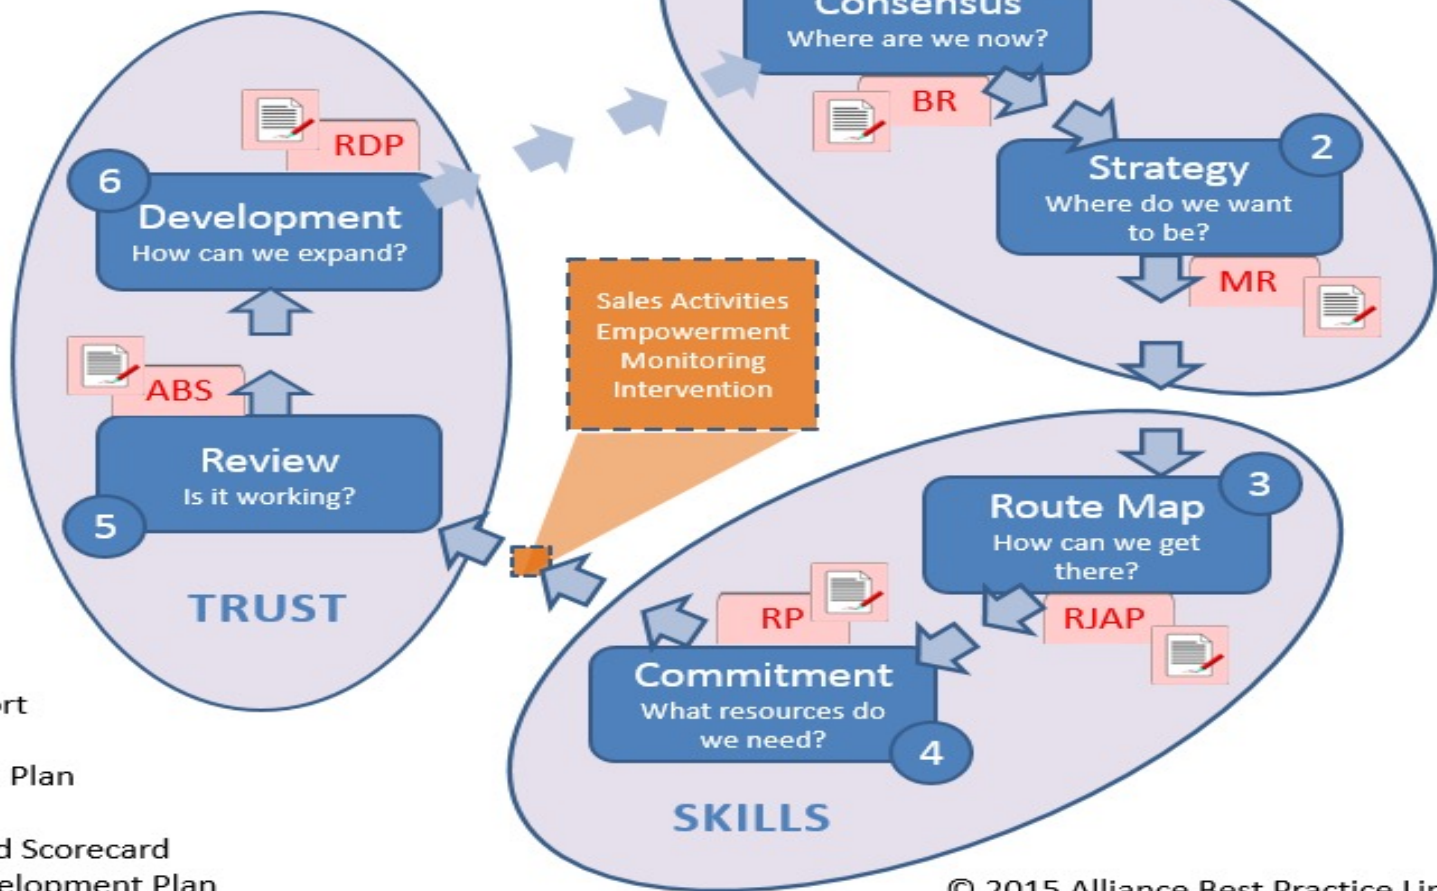 Consensus
Where are we now?
BR
2
Strategy
Where do we want
to be?
MR
RDP
6
Development
How can we expand?
Sales Activities
Empowerment
Monitoring
Intervention
ABS
Review
Is it working?
5
TRUST
3
Route Map
How can we get
there?
RJAP
RP
Commitment
What resources do
we need?
4
SKILLS
Plan
Scorecard
Plan
© 2015 Alliance Best Practice